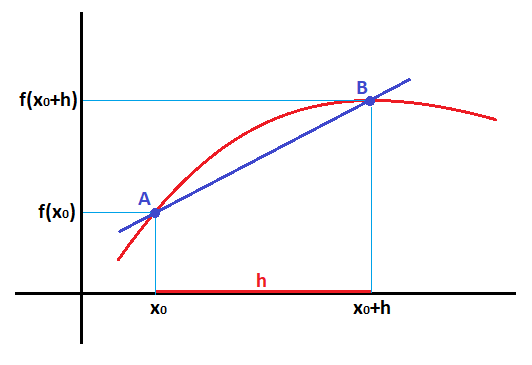 B
f(x₀+h)
A
f(x₀)
h
x₀
x₀+h